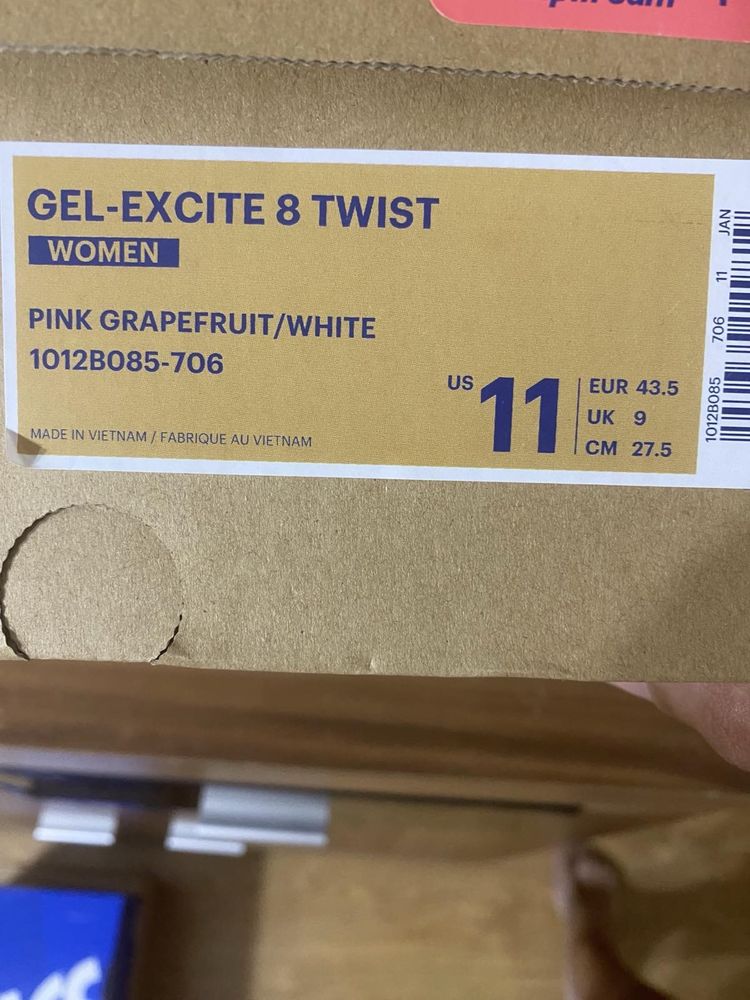 GEL-EXCITE 8 TWIST
WOMEN
PINK GRAPEFRUIT/WHITE
1012B085-706
MADE IN VIETNAM / FABRIQUE AU VIETNAM
US 11
EUR 43.5
UK 9
CM 27.5
1012B085 706 11 JAN